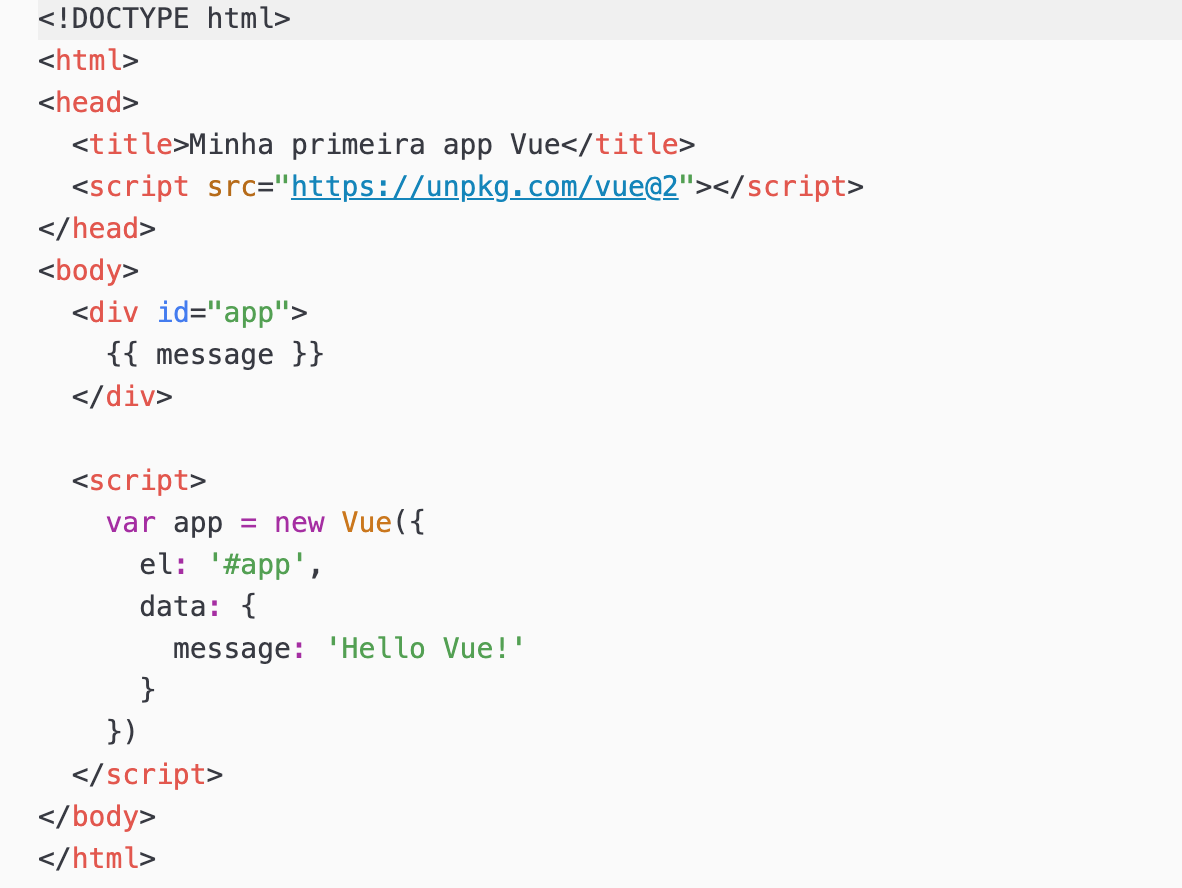 <!DOCTYPE html>
<html>
<head>
  <title>Minha primeira app Vue</title>
  <script src="https://unpkg.com/vue@2"></script>
</head>
<body>
  <div id="app">
    {{ message }}
  </div>

  <script>
    var app = new Vue({
      el: '#app',
      data: {
        message: 'Hello Vue!'
      }
    })
  </script>
</body>
</html>